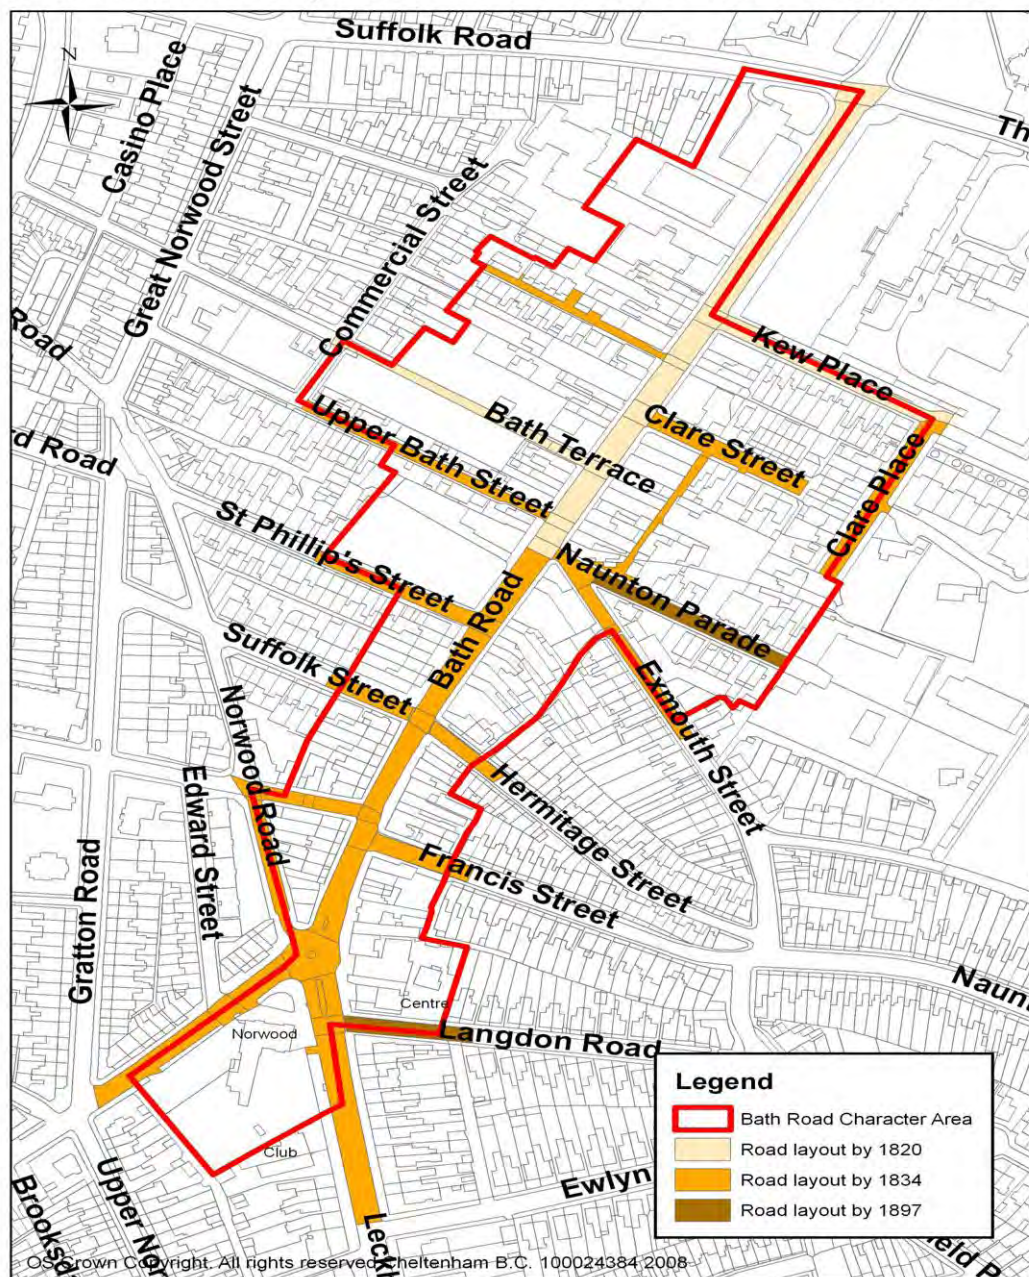 Suffolk Road
Z
Casino Place
Great Norwood Street
Commercial Street
Th
Road
Kew Place
Bath Terrace
Clare Street
Upper Bath Street
Clare Place
rd Road
St Phillip's Street
Naunton Parade
Bath Road
Suffolk Street
Exmouth Street
Norwood Road
Edward Street
Hermitage Street
Gratton Road
Francis Street
Naun
Centre
Norwood
Langdon Road
Club
Ewlyn
Upper Nor
Brooksd
Leckh
field P
Legend
Bath Road Character Area
Road layout by 1820
Road layout by 1834
Road layout by 1897
OS Crown Copyright. All rights reserved Cheltenham B.C. 100024384 2008